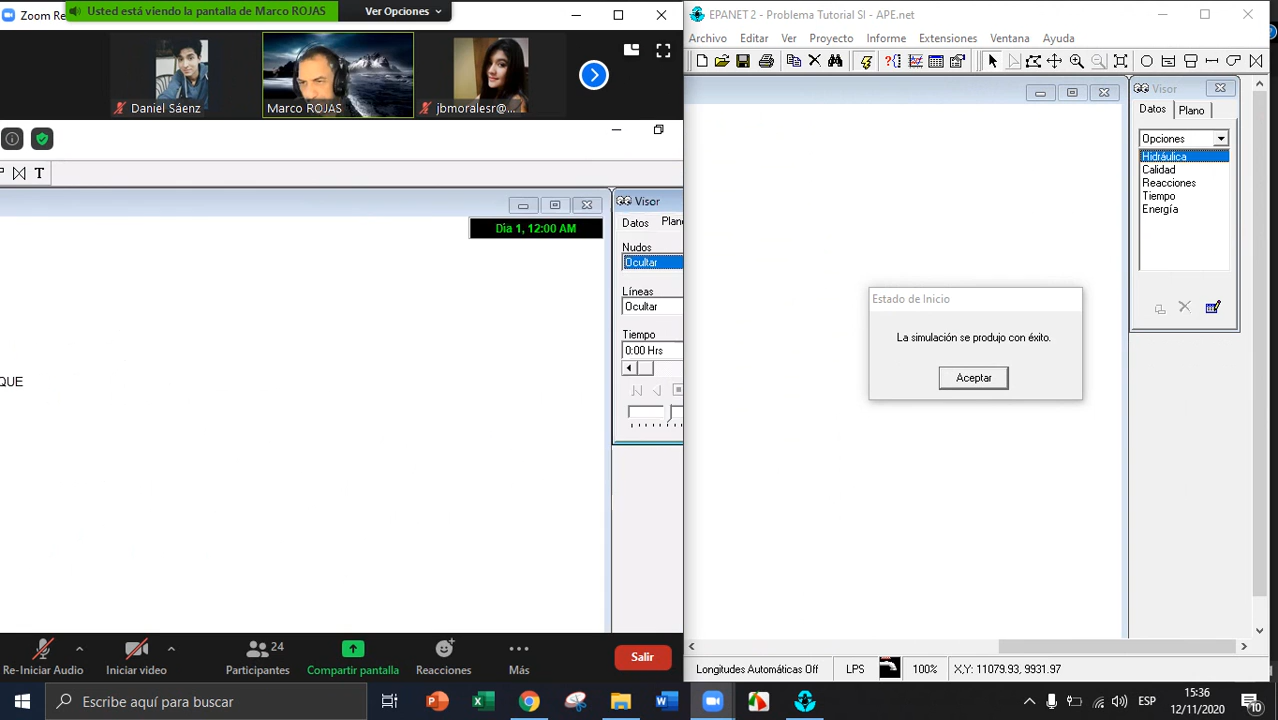 Zoom Re
Usted está viendo la pantalla de Marco ROJAS
Ver Opciones
Daniel Sáenz
Marco ROJAS
jbmoralesr@...
T
Día 1, 12:00 AM
Visor
Datos
Plano
Nudos
Ocultar
Líneas
Ocultar
Tiempo
0:00 Hrs
QUE
Re-Iniciar Audio
Iniciar video
24
Participantes
Compartir pantalla
Reacciones
Más
Salir
EPANET 2 - Problema Tutorial SI - APE.net
Archivo Editar Ver Proyecto Informe Extensiones Ventana Ayuda
Visor
Datos Plano
Opciones
Hidráulica
Calidad
Reacciones
Tiempo
Energía
Estado de Inicio
La simulación se produjo con éxito.
Aceptar
Longitudes Automáticas Off LPS 100% X,Y: 11079.93, 9931.97
Escribe aquí para buscar
ESP
15:36
12/11/2020
10